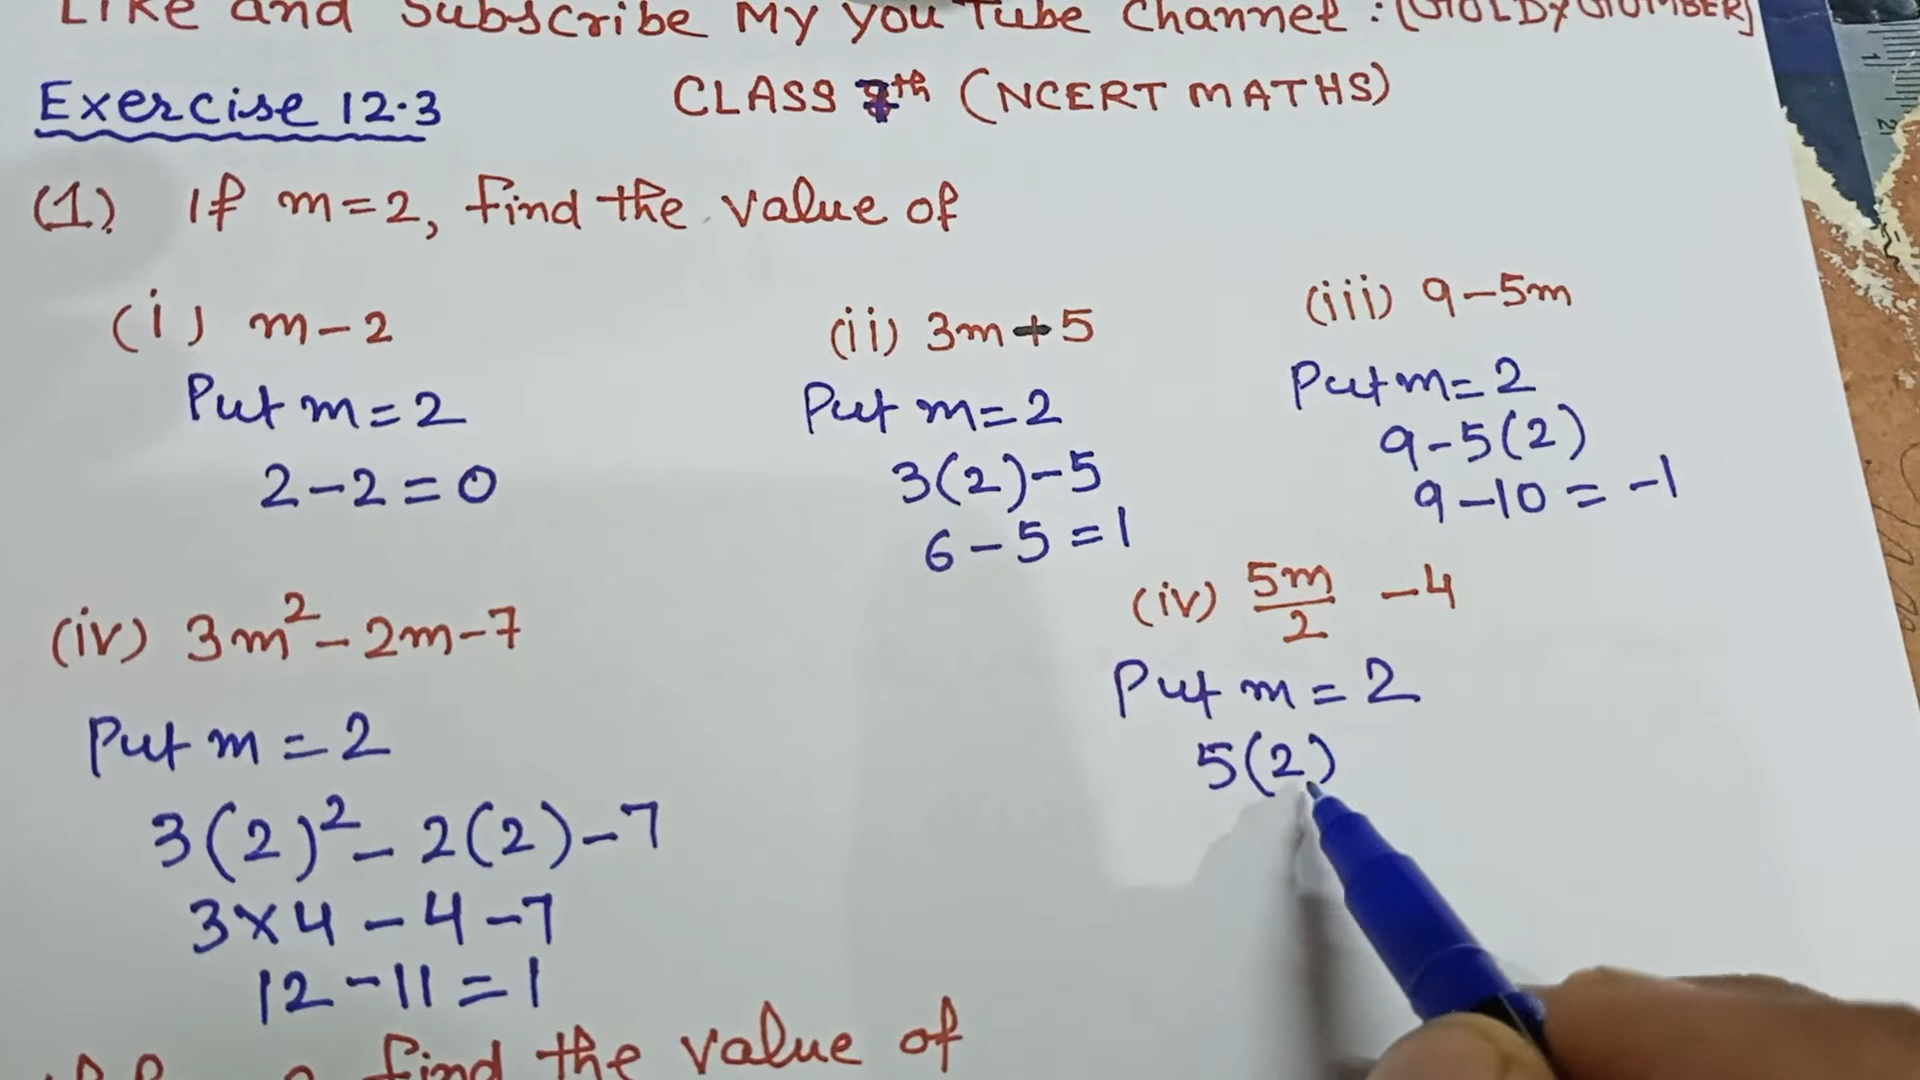 Like and Subscribe My you Tube Channel : (GOLDY GUMBER)
Exercise 12.3 CLASS 7th (NCERT MATHS)
(1) If m=2, find the value of
(i) m-2
Put m=2
2-2=0
(ii) 3m+5
Put m=2
3(2)-5
6-5=1
(iii) 9-5m
Put m=2
9-5(2)
9-10=-1
(iv) 3m²-2m-7
Put m=2
3(2)²-2(2)-7
3×4-4-7
12-11=1
(iv) 5m/2 -4
Put m=2
5(2)
find the value of